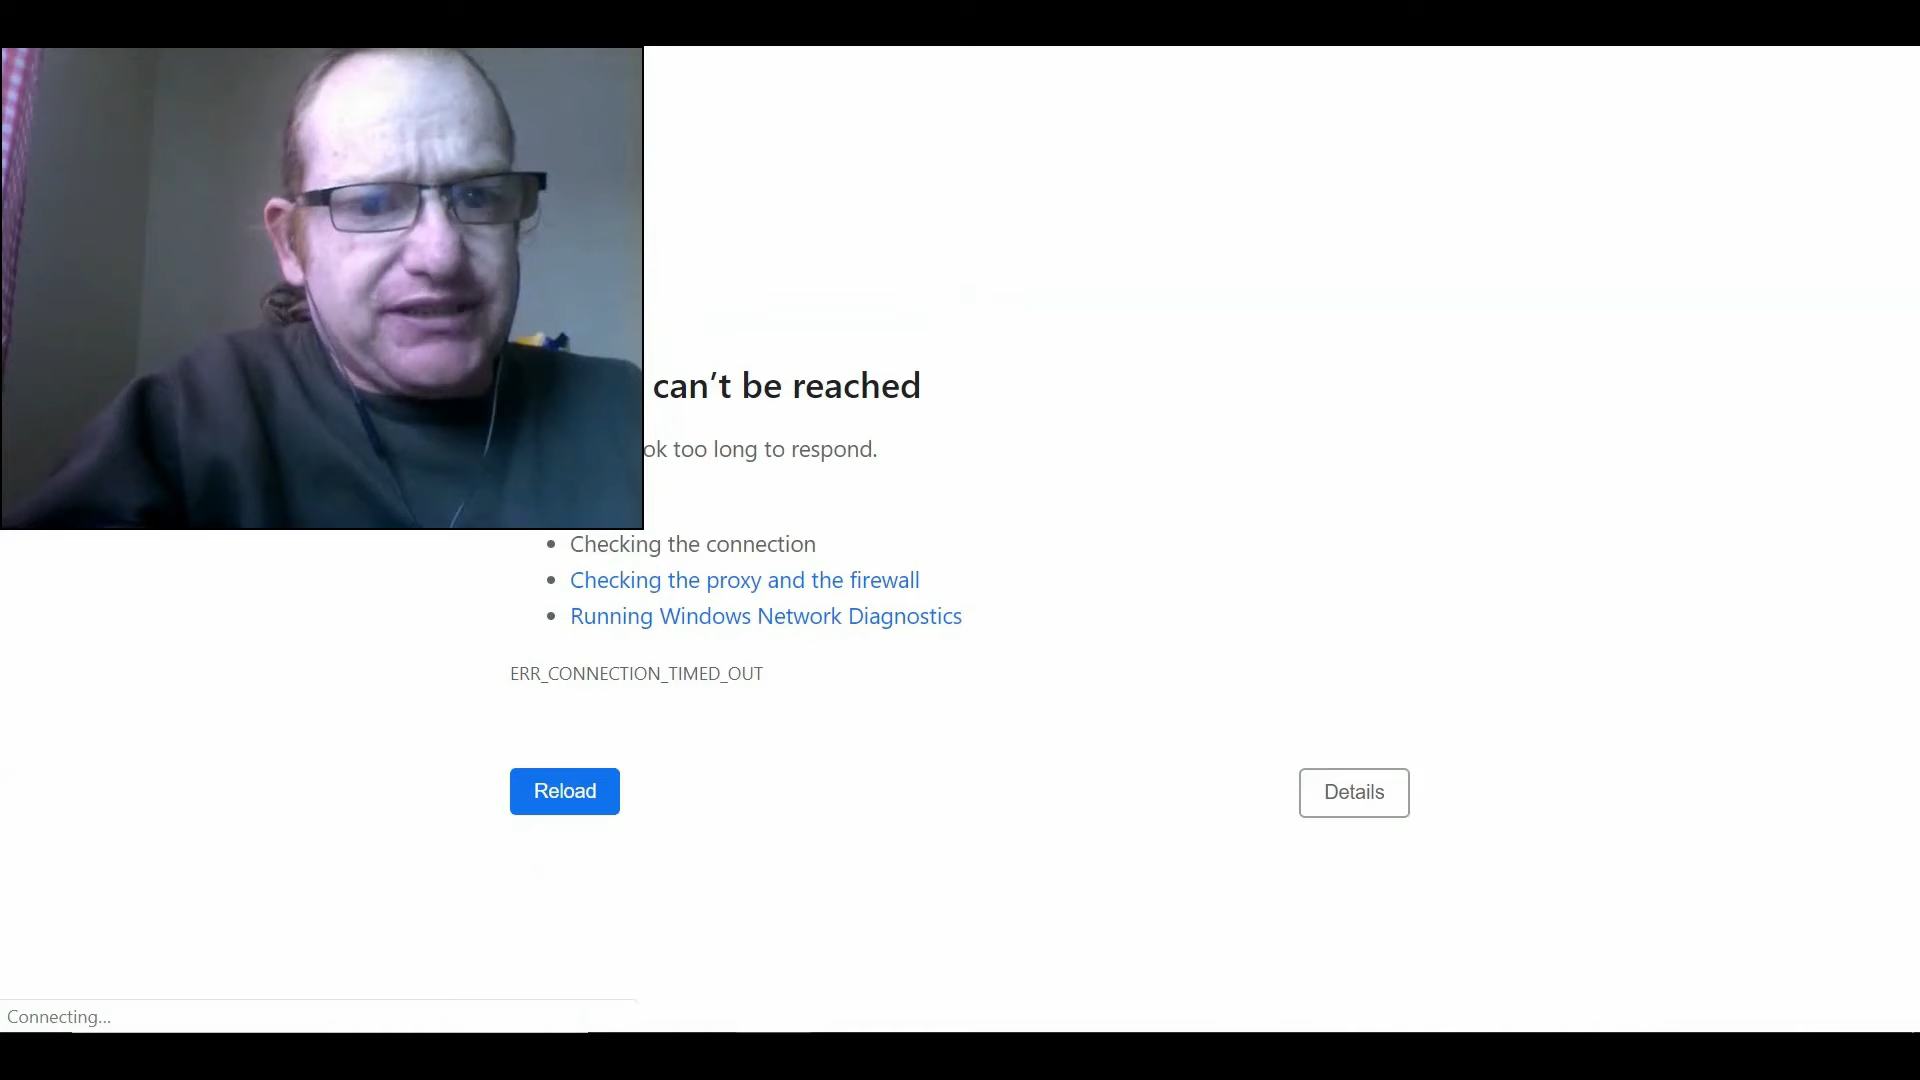 can’t be reached
ok too long to respond.
Checking the connection
Checking the proxy and the firewall
Running Windows Network Diagnostics
ERR_CONNECTION_TIMED_OUT
Reload
Details
Connecting...